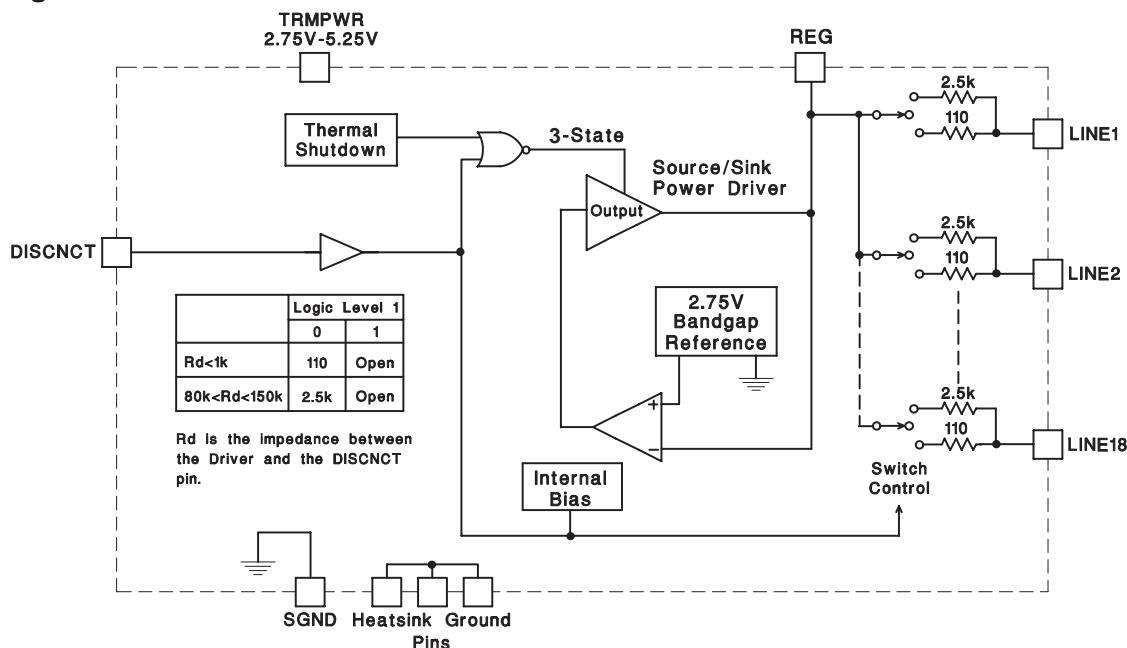 TRMPWR
2.75V-5.25V
REG
Thermal
Shutdown
3-State
Source/Sink
Power Driver
Output
2.5k
110
LINE1
DISCNCT
2.5k
110
LINE2
Logic Level 1
0 1
Rd<1k 110 Open
80k<Rd<150k 2.5k Open
Rd is the impedance between
the Driver and the DISCNCT
pin.
2.75V
Bandgap
Reference
+
−
2.5k
110
LINE18
Switch
Control
Internal
Bias
SGND
Heatsink Ground
Pins